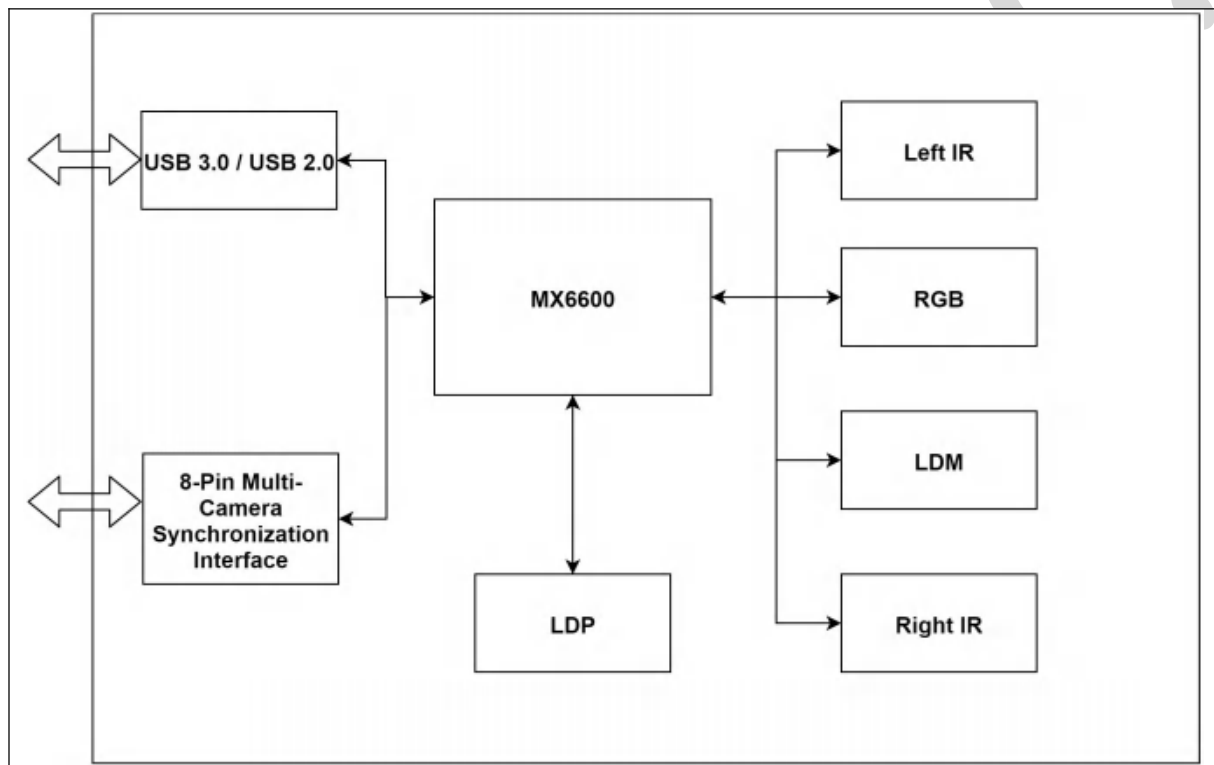 USB 3.0 / USB 2.0
Left IR
MX6600
RGB
8-Pin Multi-
Camera
Synchronization
Interface
LDM
LDP
Right IR